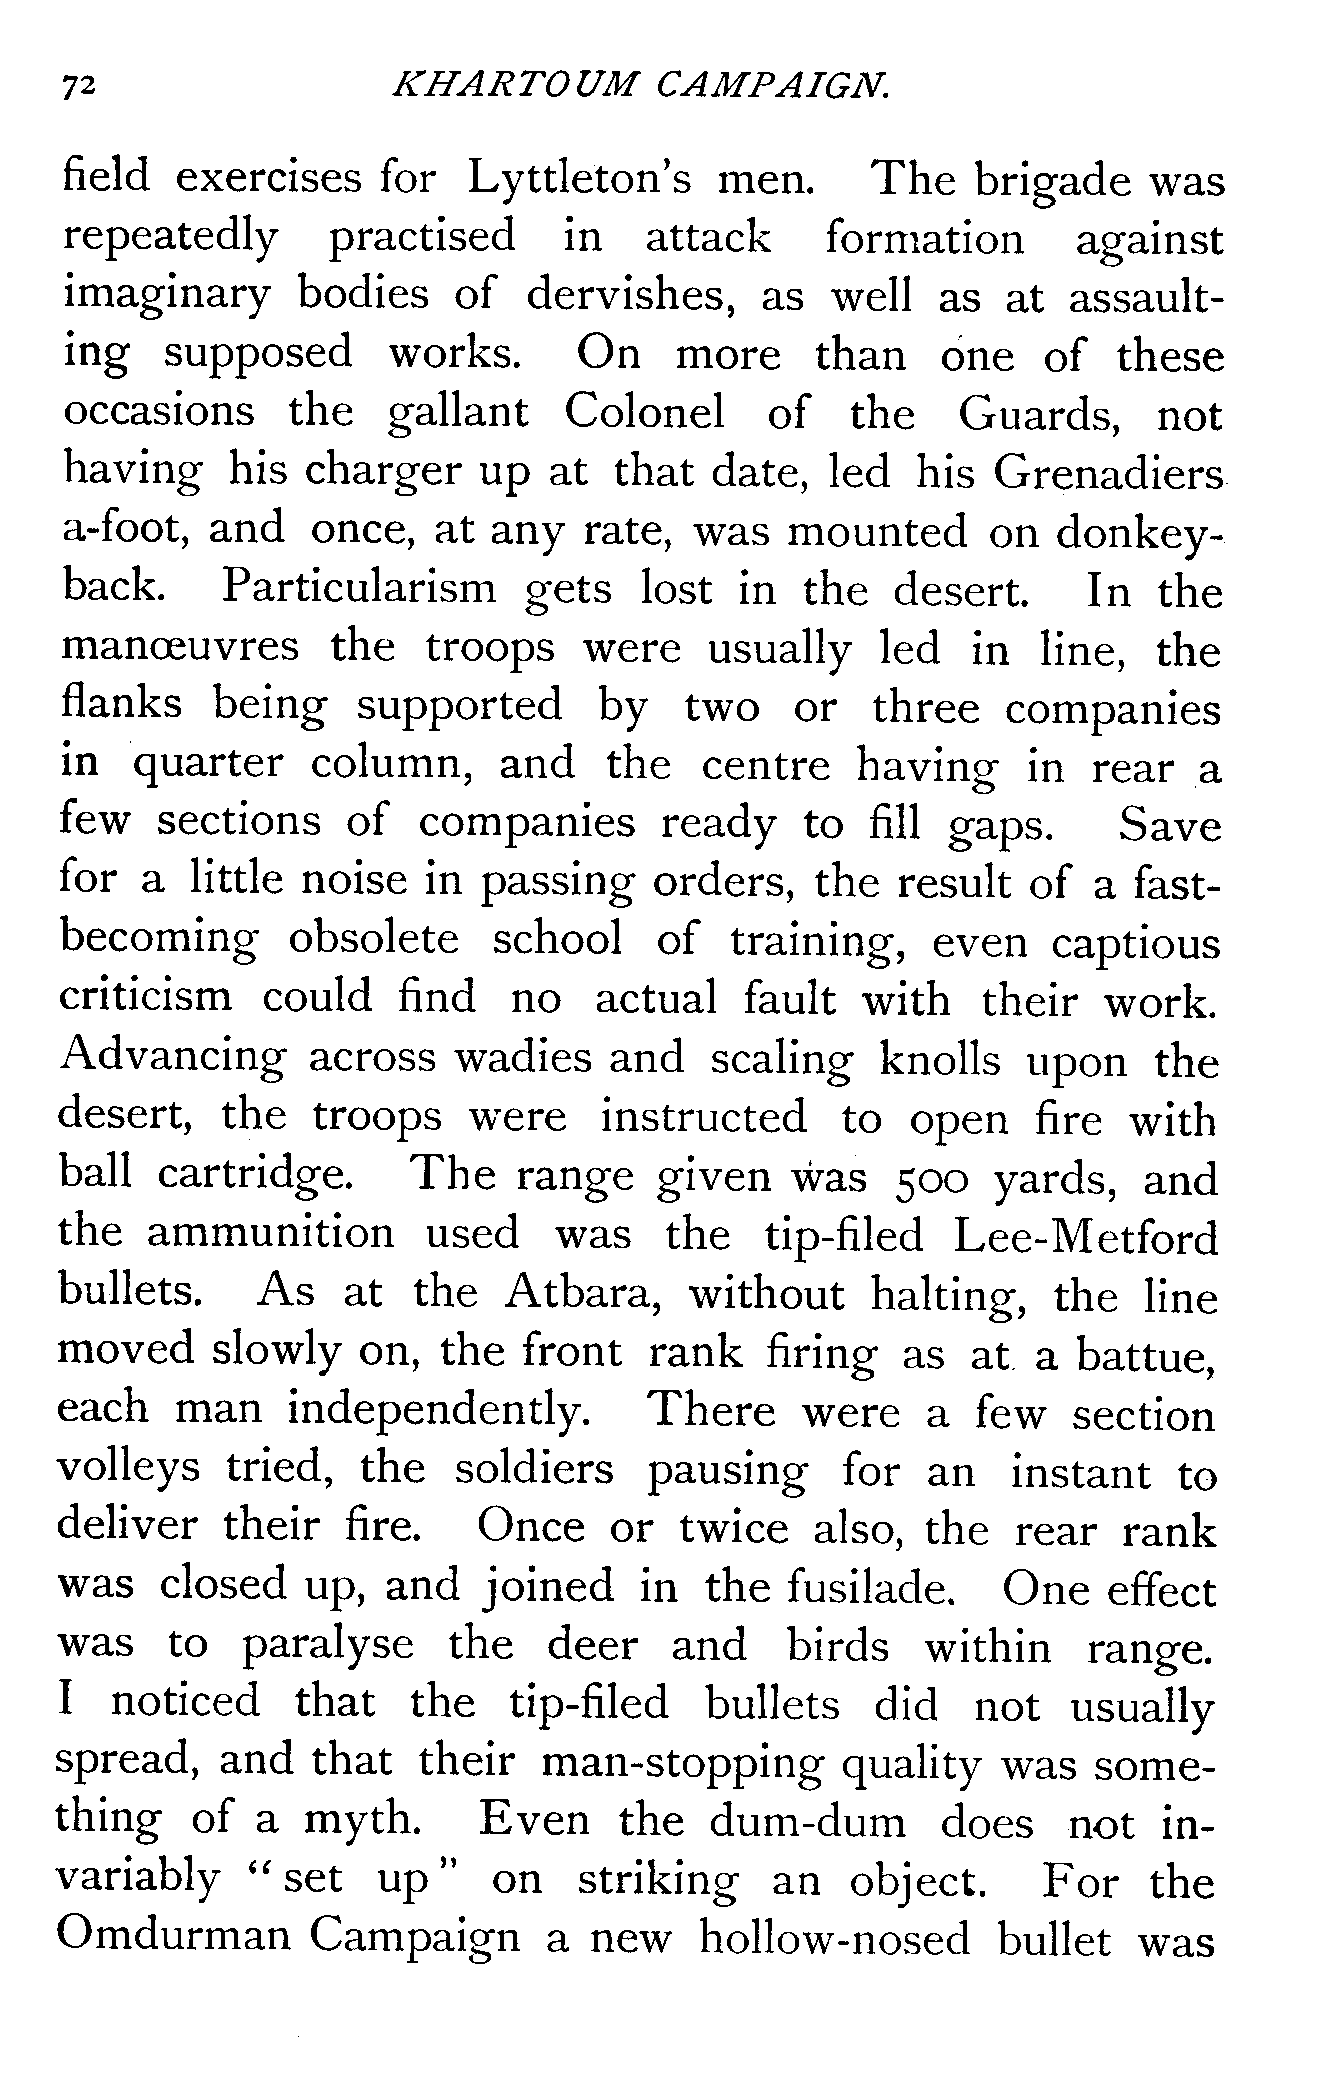 72 KHARTOUM CAMPAIGN.
field exercises for Lyttleton's men. The brigade was
repeatedly practised in attack formation against
imaginary bodies of dervishes, as well as at assault-
ing supposed works. On more than one of these
occasions the gallant Colonel of the Guards, not
having his charger up at that date, led his Grenadiers
a-foot, and once, at any rate, was mounted on donkey-
back. Particularism gets lost in the desert. In the
manœuvres the troops were usually led in line, the
flanks being supported by two or three companies
in quarter column, and the centre having in rear a
few sections of companies ready to fill gaps. Save
for a little noise in passing orders, the result of a fast-
becoming obsolete school of training, even captious
criticism could find no actual fault with their work.
Advancing across wadies and scaling knolls upon the
desert, the troops were instructed to open fire with
ball cartridge. The range given was 500 yards, and
the ammunition used was the tip-filed Lee-Metford
bullets. As at the Atbara, without halting, the line
moved slowly on, the front rank firing as at a battue,
each man independently. There were a few section
volleys tried, the soldiers pausing for an instant to
deliver their fire. Once or twice also, the rear rank
was closed up, and joined in the fusilade. One effect
was to paralyse the deer and birds within range.
I noticed that the tip-filed bullets did not usually
spread, and that their man-stopping quality was some-
thing of a myth. Even the dum-dum does not in-
variably "set up" on striking an object. For the
Omdurman Campaign a new hollow-nosed bullet was